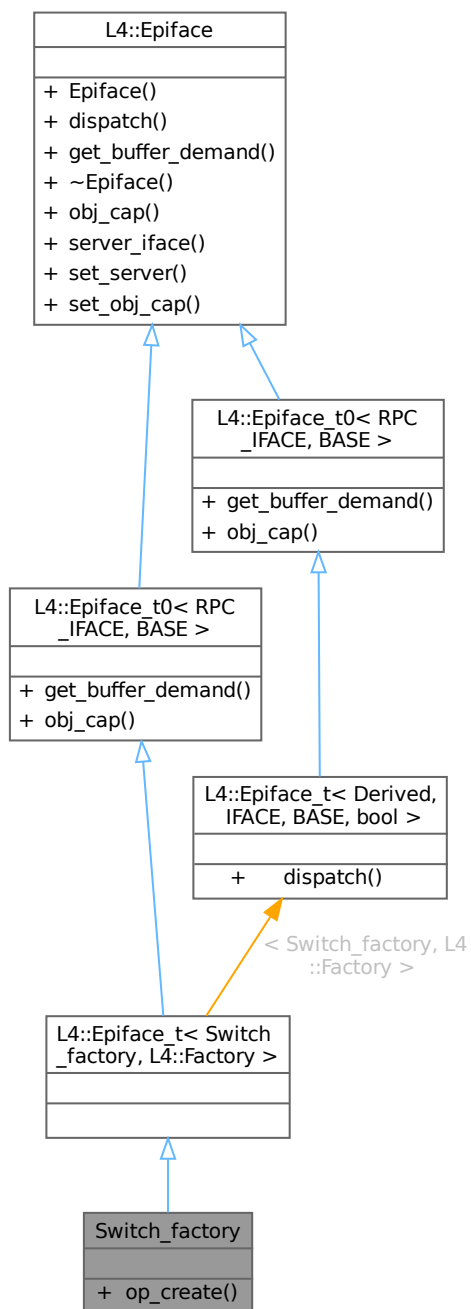 L4::Epiface
+ Epiface()
+ dispatch()
+ get_buffer_demand()
+ ~Epiface()
+ obj_cap()
+ server_iface()
+ set_server()
+ set_obj_cap()
L4::Epiface_t0< RPC
_IFACE, BASE >
+ get_buffer_demand()
+ obj_cap()
L4::Epiface_t0< RPC
_IFACE, BASE >
+ get_buffer_demand()
+ obj_cap()
L4::Epiface_t< Derived,
IFACE, BASE, bool >
+ dispatch()
< Switch_factory, L4
::Factory >
L4::Epiface_t< Switch
_factory, L4::Factory >
Switch_factory
+ op_create()